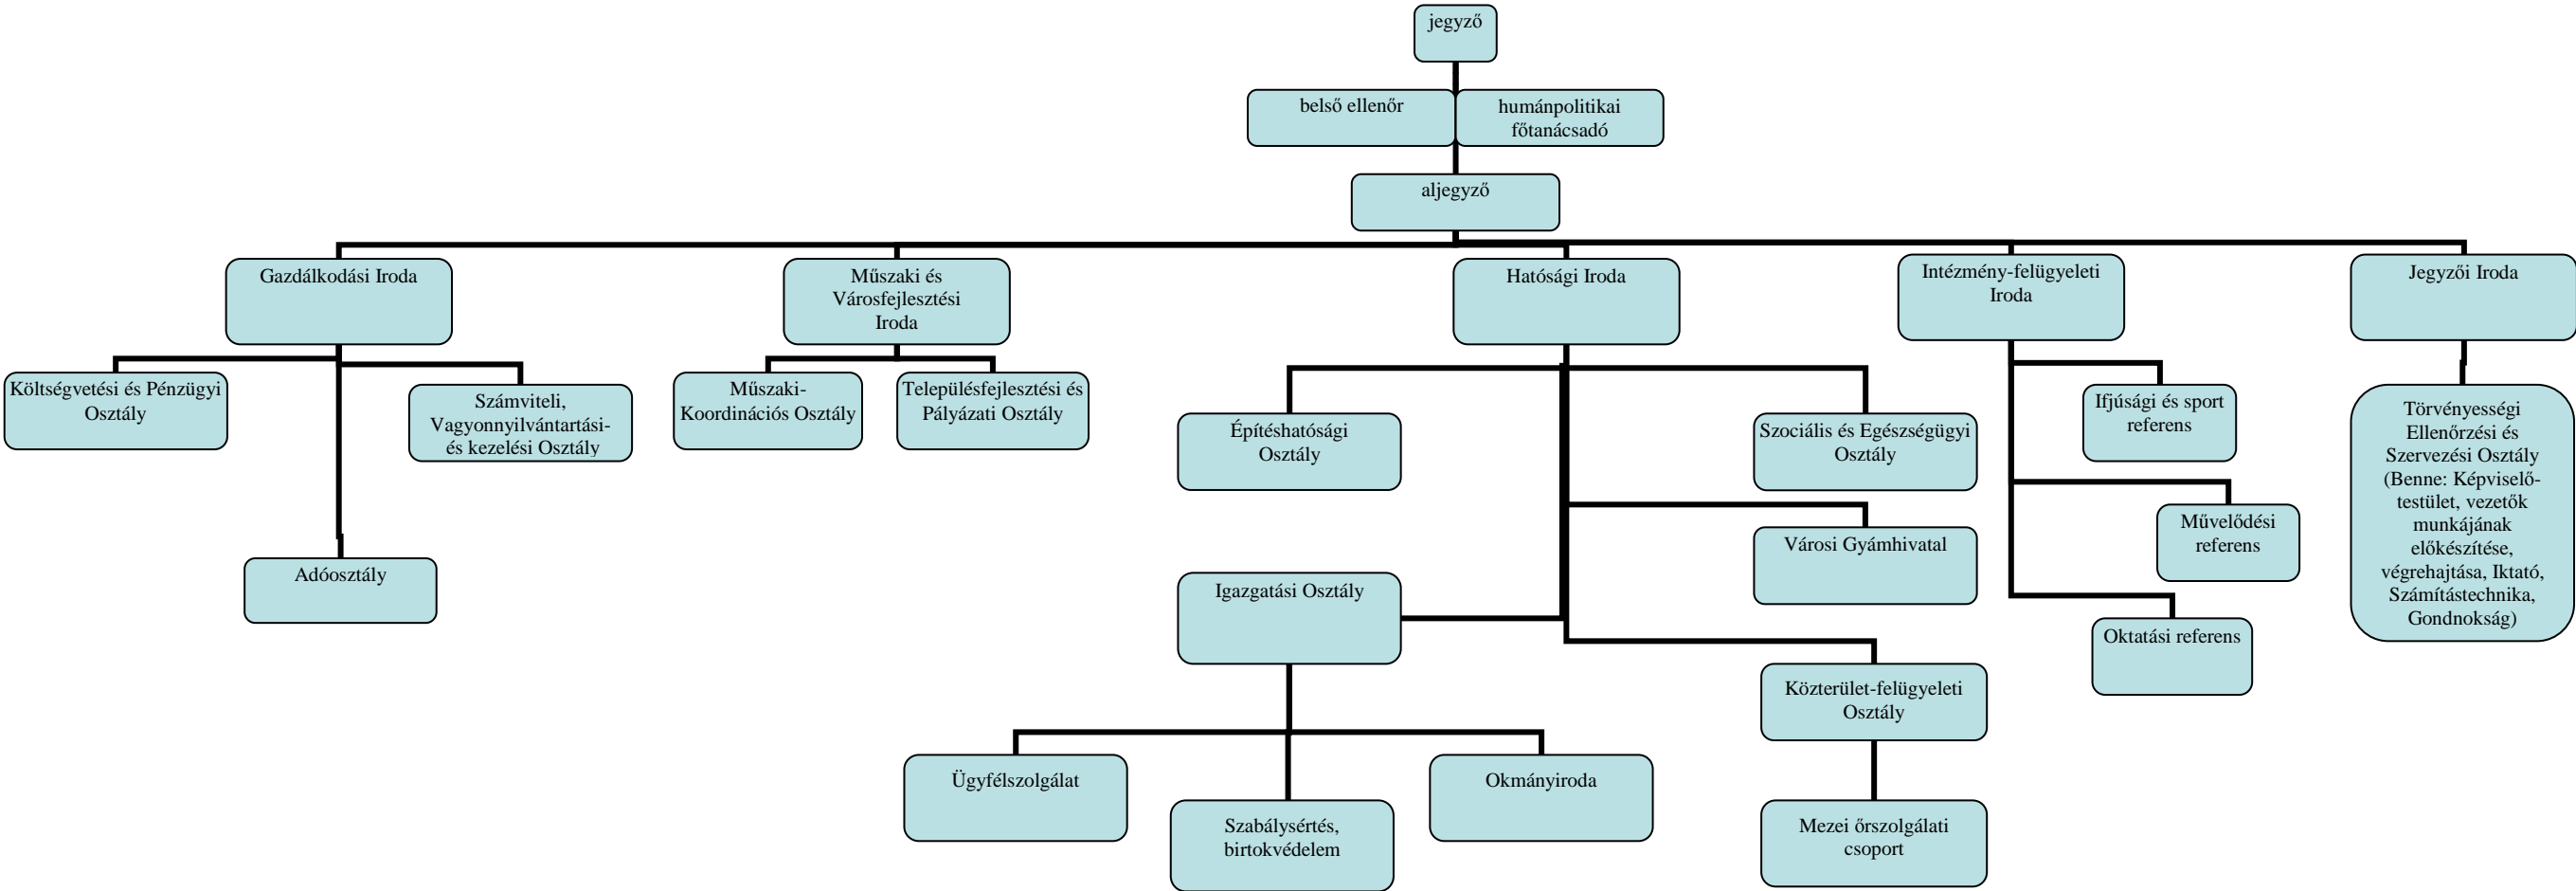 jegyző
belső ellenőr
humánpolitikai
főtanácsadó
aljegyző
Gazdálkodási Iroda
Műszaki és
Városfejlesztési
Iroda
Hatósági Iroda
Intézmény-felügyeleti
Iroda
Jegyzői Iroda
Költségvetési és Pénzügyi
Osztály
Számviteli,
Vagyonnyilvántartási-
és kezelési Osztály
Adóosztály
Műszaki-
Koordinációs Osztály
Településfejlesztési és
Pályázati Osztály
Építéshatósági
Osztály
Szociális és Egészségügyi
Osztály
Városi Gyámhivatal
Igazgatási Osztály
Közterület-felügyeleti
Osztály
Ügyfélszolgálat
Szabálysértés,
birtokvédelem
Okmányiroda
Mezei őrszolgálati
csoport
Ifjúsági és sport
referens
Művelődési
referens
Oktatási referens
Törvényességi
Ellenőrzési és
Szervezési Osztály
(Benne: Képviselő-
testület, vezetők
munkájának
előkészítése,
végrehajtása, Iktató,
Számítástechnika,
Gondnokság)